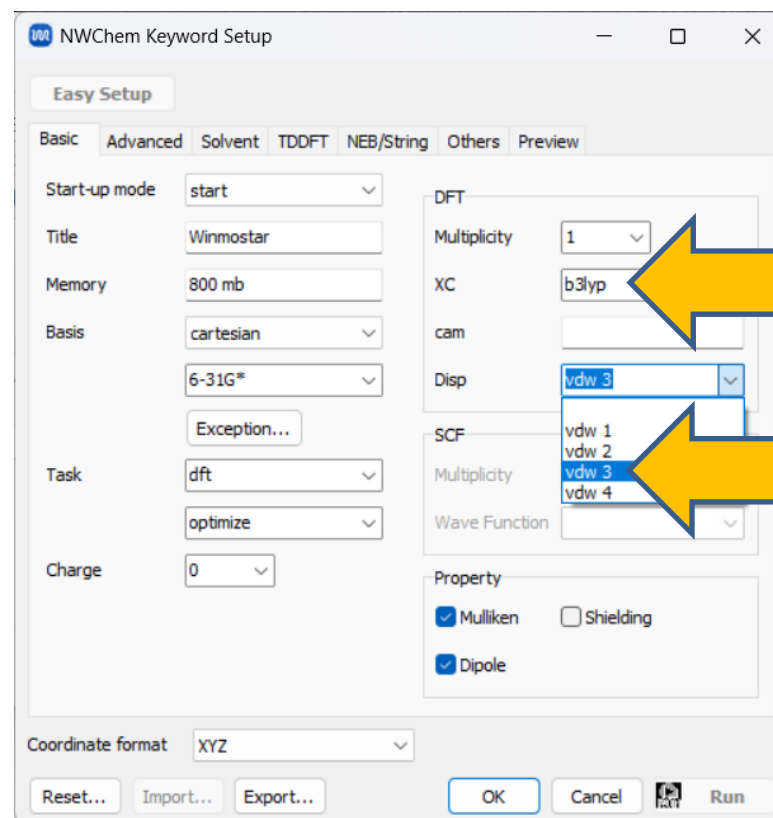 NWChem Keyword Setup
Easy Setup
Basic Advanced Solvent TDDFT NEB/String Others Preview
Start-up mode start
Title Winmostar
Memory 800 mb
Basis cartesian
6-31G*
Exception...
Task dft
optimize
Charge 0
DFT
Multiplicity 1
XC b3lyp
cam
Disp vdw 3
vdw 1
vdw 2
vdw 3
vdw 4
SCF
Multiplicity
Wave Function
Property
Mulliken Shielding
Dipole
Coordinate format XYZ
Reset... Import... Export... OK Cancel Run